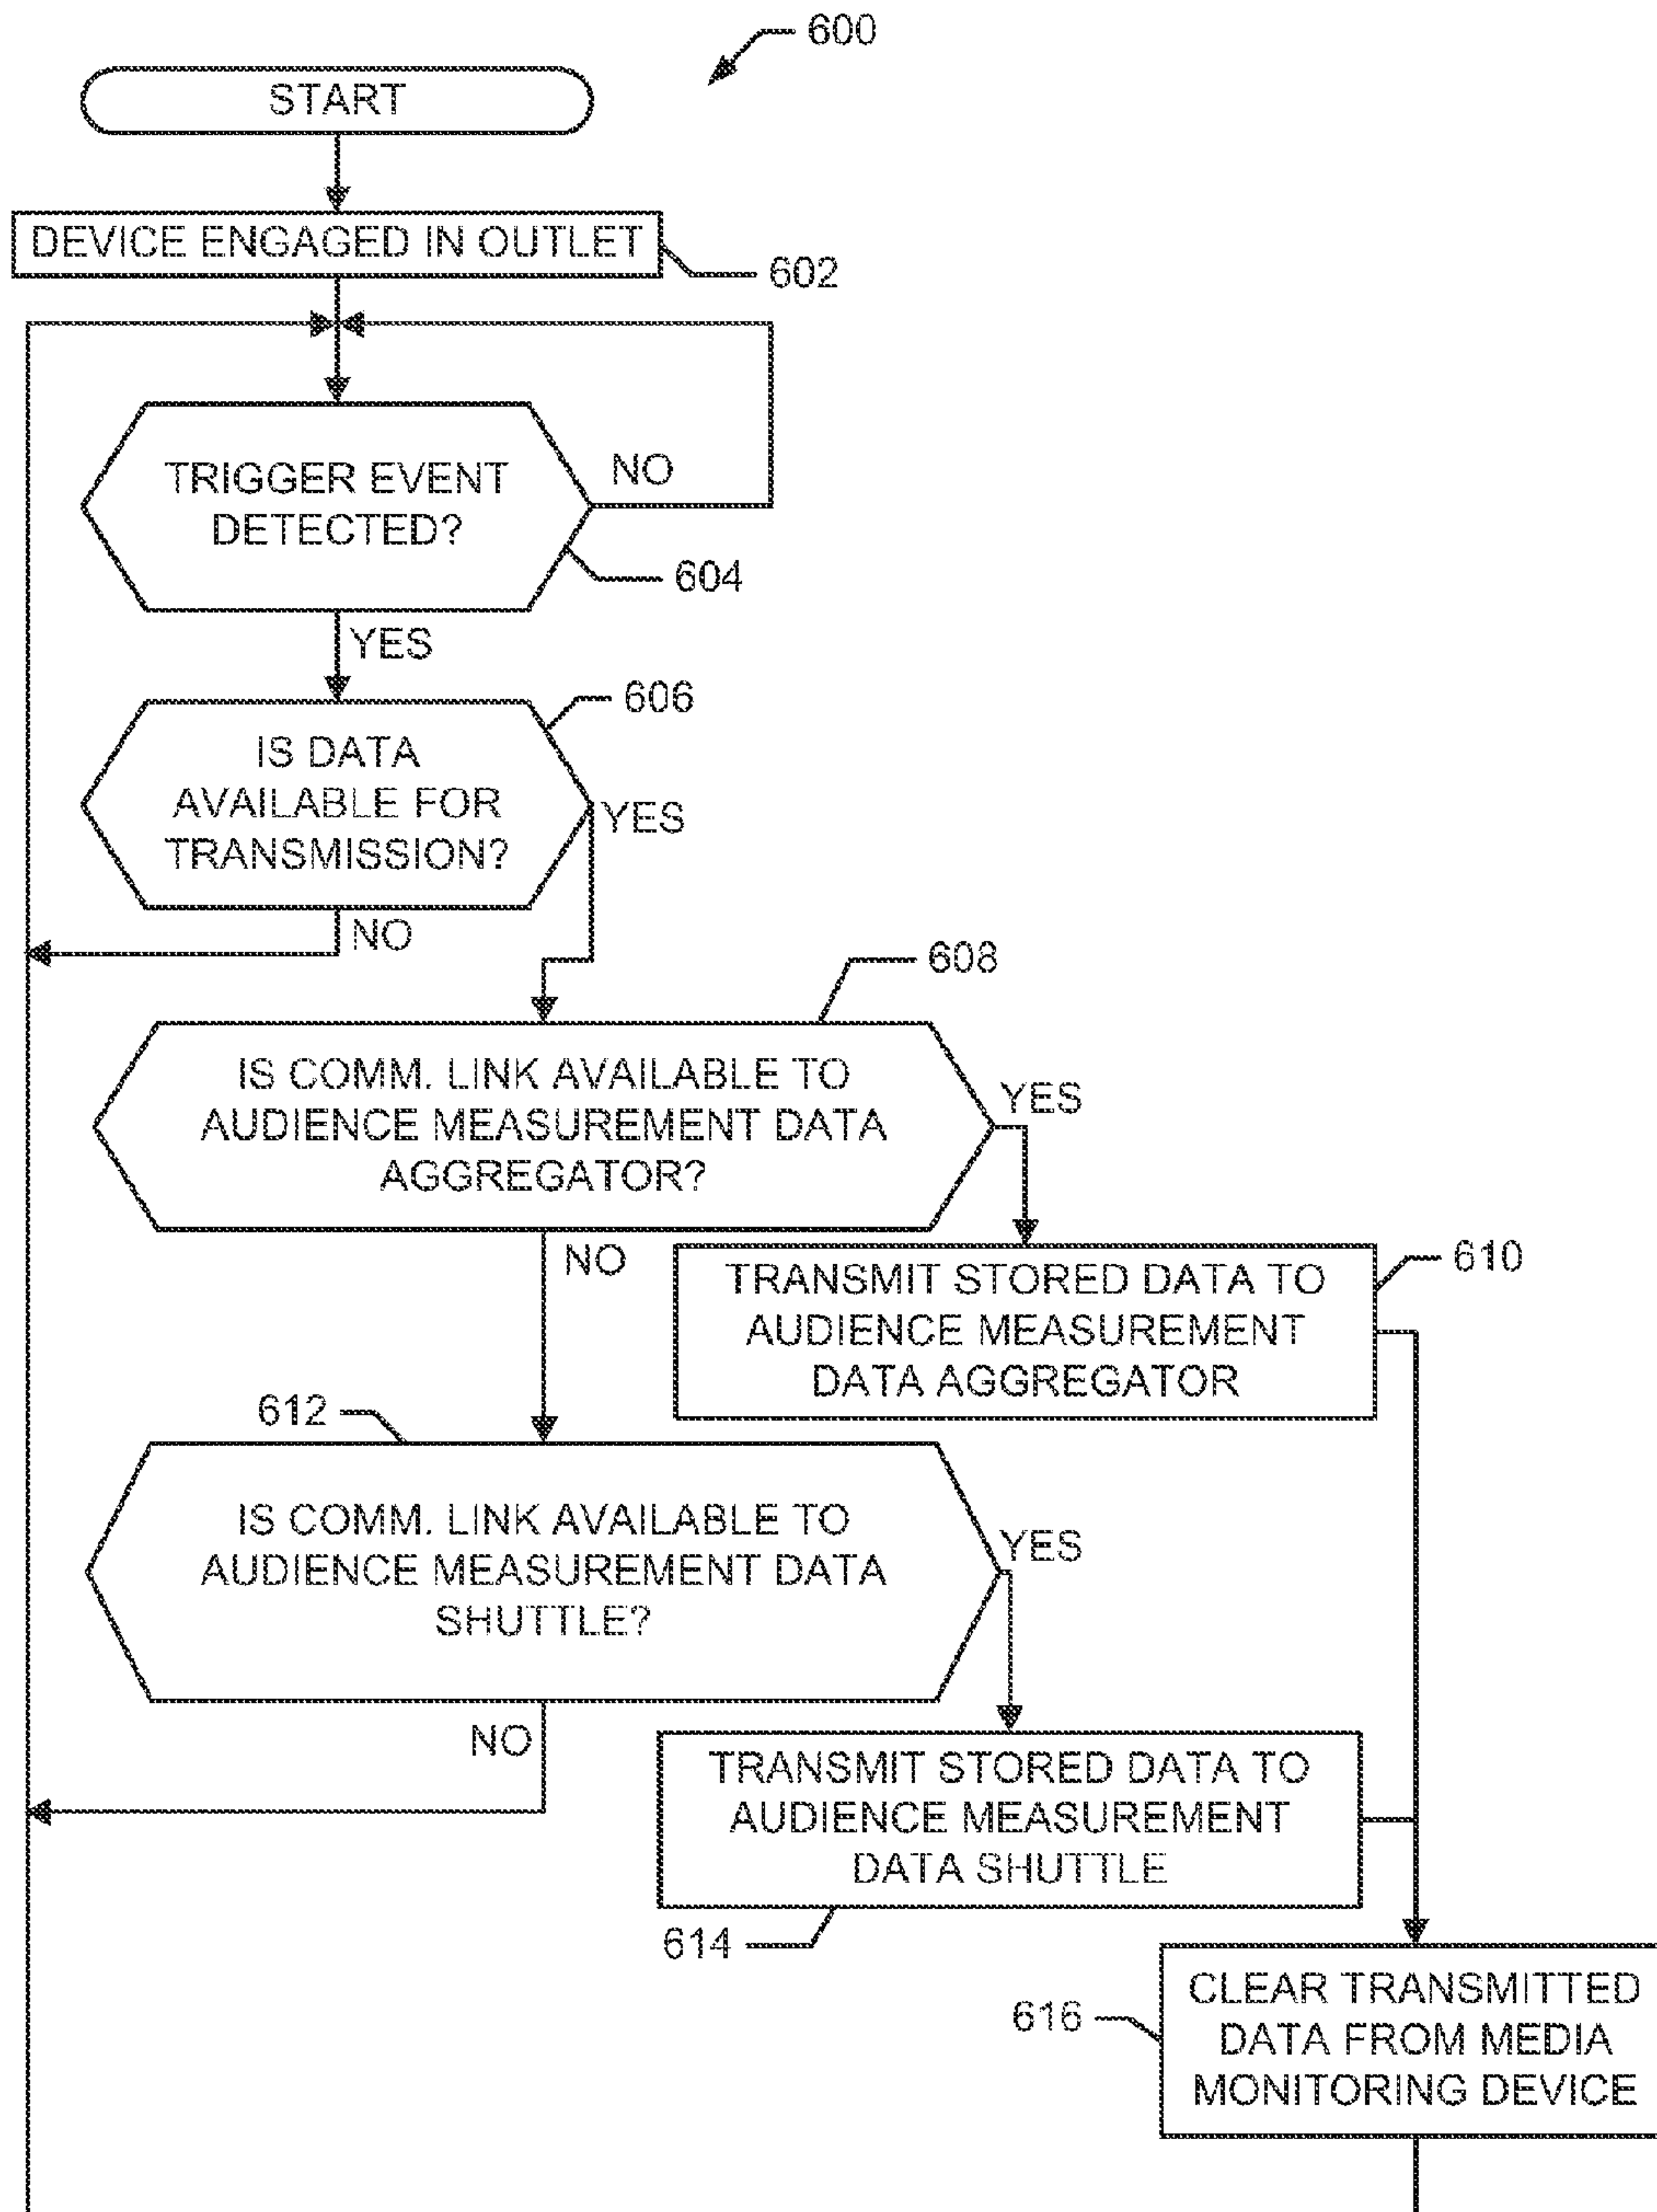 600
START
DEVICE ENGAGED IN OUTLET
602
TRIGGER EVENT
DETECTED?
NO
604
YES
606
IS DATA
AVAILABLE FOR
TRANSMISSION?
YES
NO
608
IS COMM. LINK AVAILABLE TO
AUDIENCE MEASUREMENT DATA
AGGREGATOR?
YES
NO
610
TRANSMIT STORED DATA TO
AUDIENCE MEASUREMENT
DATA AGGREGATOR
612
IS COMM. LINK AVAILABLE TO
AUDIENCE MEASUREMENT DATA
SHUTTLE?
YES
NO
TRANSMIT STORED DATA TO
AUDIENCE MEASUREMENT
DATA SHUTTLE
614
616
CLEAR TRANSMITTED
DATA FROM MEDIA
MONITORING DEVICE